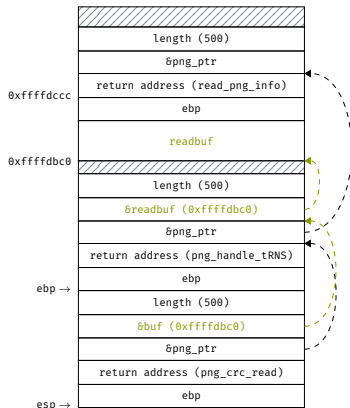 length (500)
&png_ptr
return address (read_png_info)
0xffffdccc
ebp
readbuf
0xffffdbc0
length (500)
&readbuf (0xffffdbc0)
&png_ptr
return address (png_handle_tRNS)
ebp
ebp →
length (500)
&buf (0xffffdbc0)
&png_ptr
return address (png_crc_read)
ebp
esp →